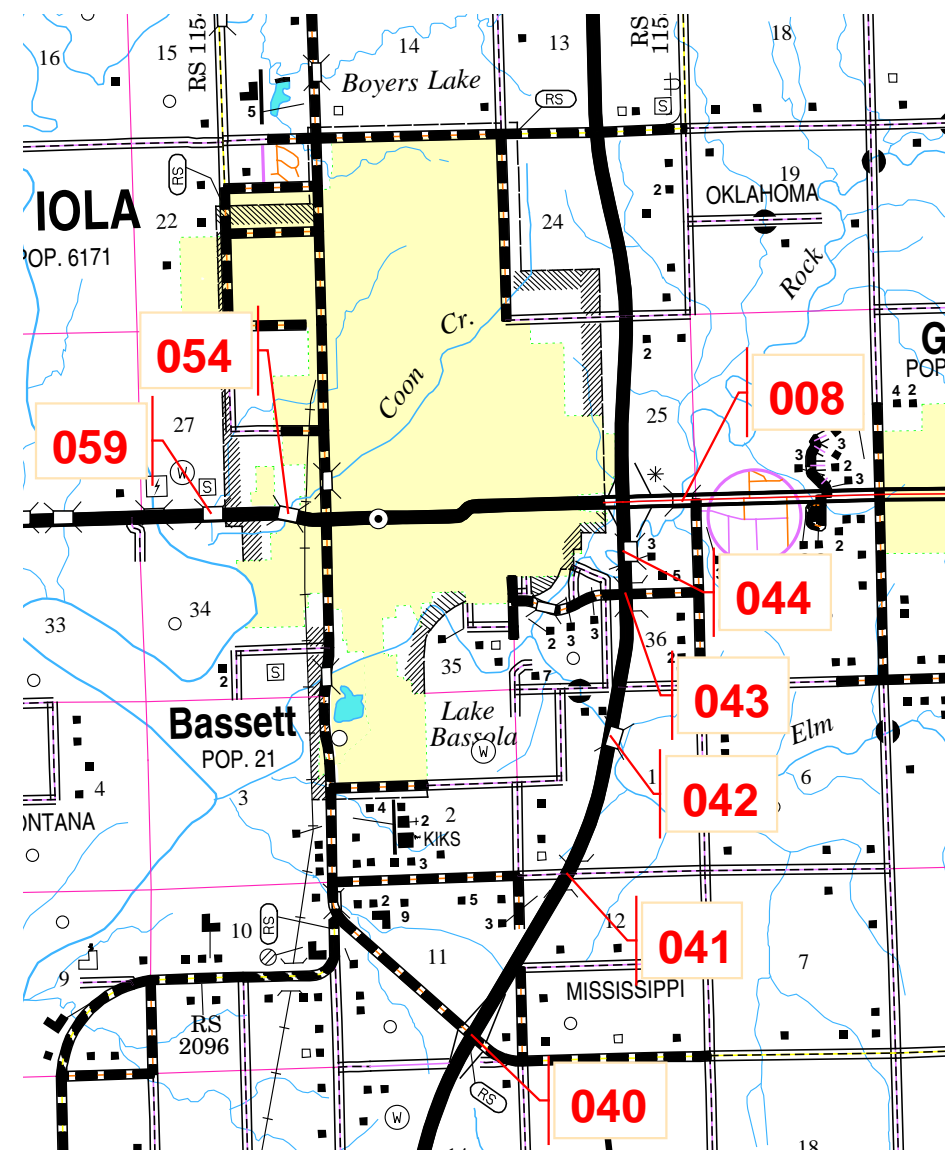 16
15
RS 115
14
13
RS
115
18
Boyers Lake
RS
S
5
RS
IOLA
22
POP. 6171
24
2
19
OKLAHOMA
Rock
Cr.
Coon
054
2
G
POP
008
4 2
25
27
059
W
S
3
3
2
3
3
2
5
044
33
34
2
3
3
36
35
S
2
7
2
043
Bassett
POP. 21
Lake
Bassola
W
Elm
042
1
6
4
3
ONTANA
4
2
2
KIKS
3
2
9
5
3
RS
10
11
12
041
7
9
MISSISSIPPI
RS
2096
RS
040
W
18